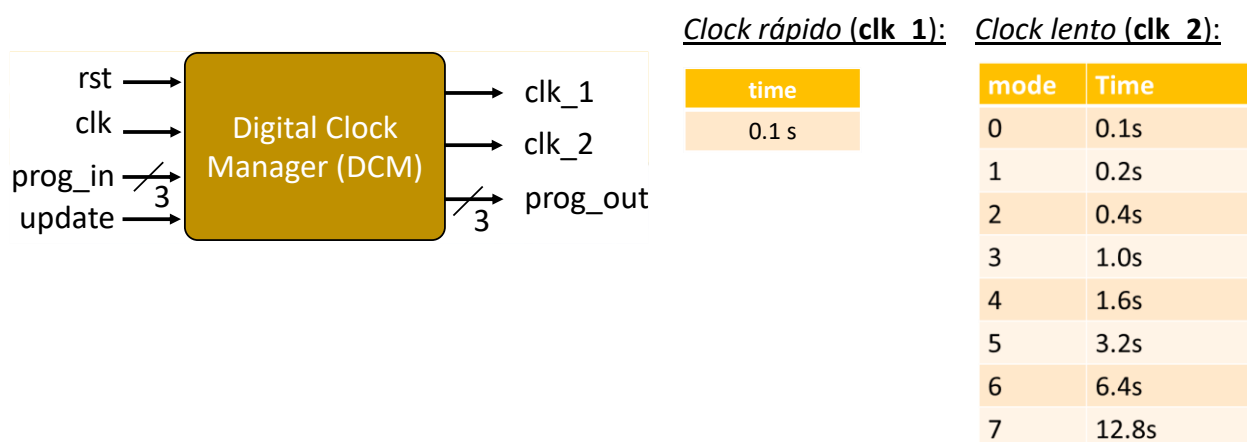 rst
clk
prog_in
3
update
Digital Clock
Manager (DCM)
clk_1
clk_2
prog_out
3
Clock rápido (clk_1):
time
0.1 s
Clock lento (clk_2):
mode Time
0 0.1s
1 0.2s
2 0.4s
3 1.0s
4 1.6s
5 3.2s
6 6.4s
7 12.8s